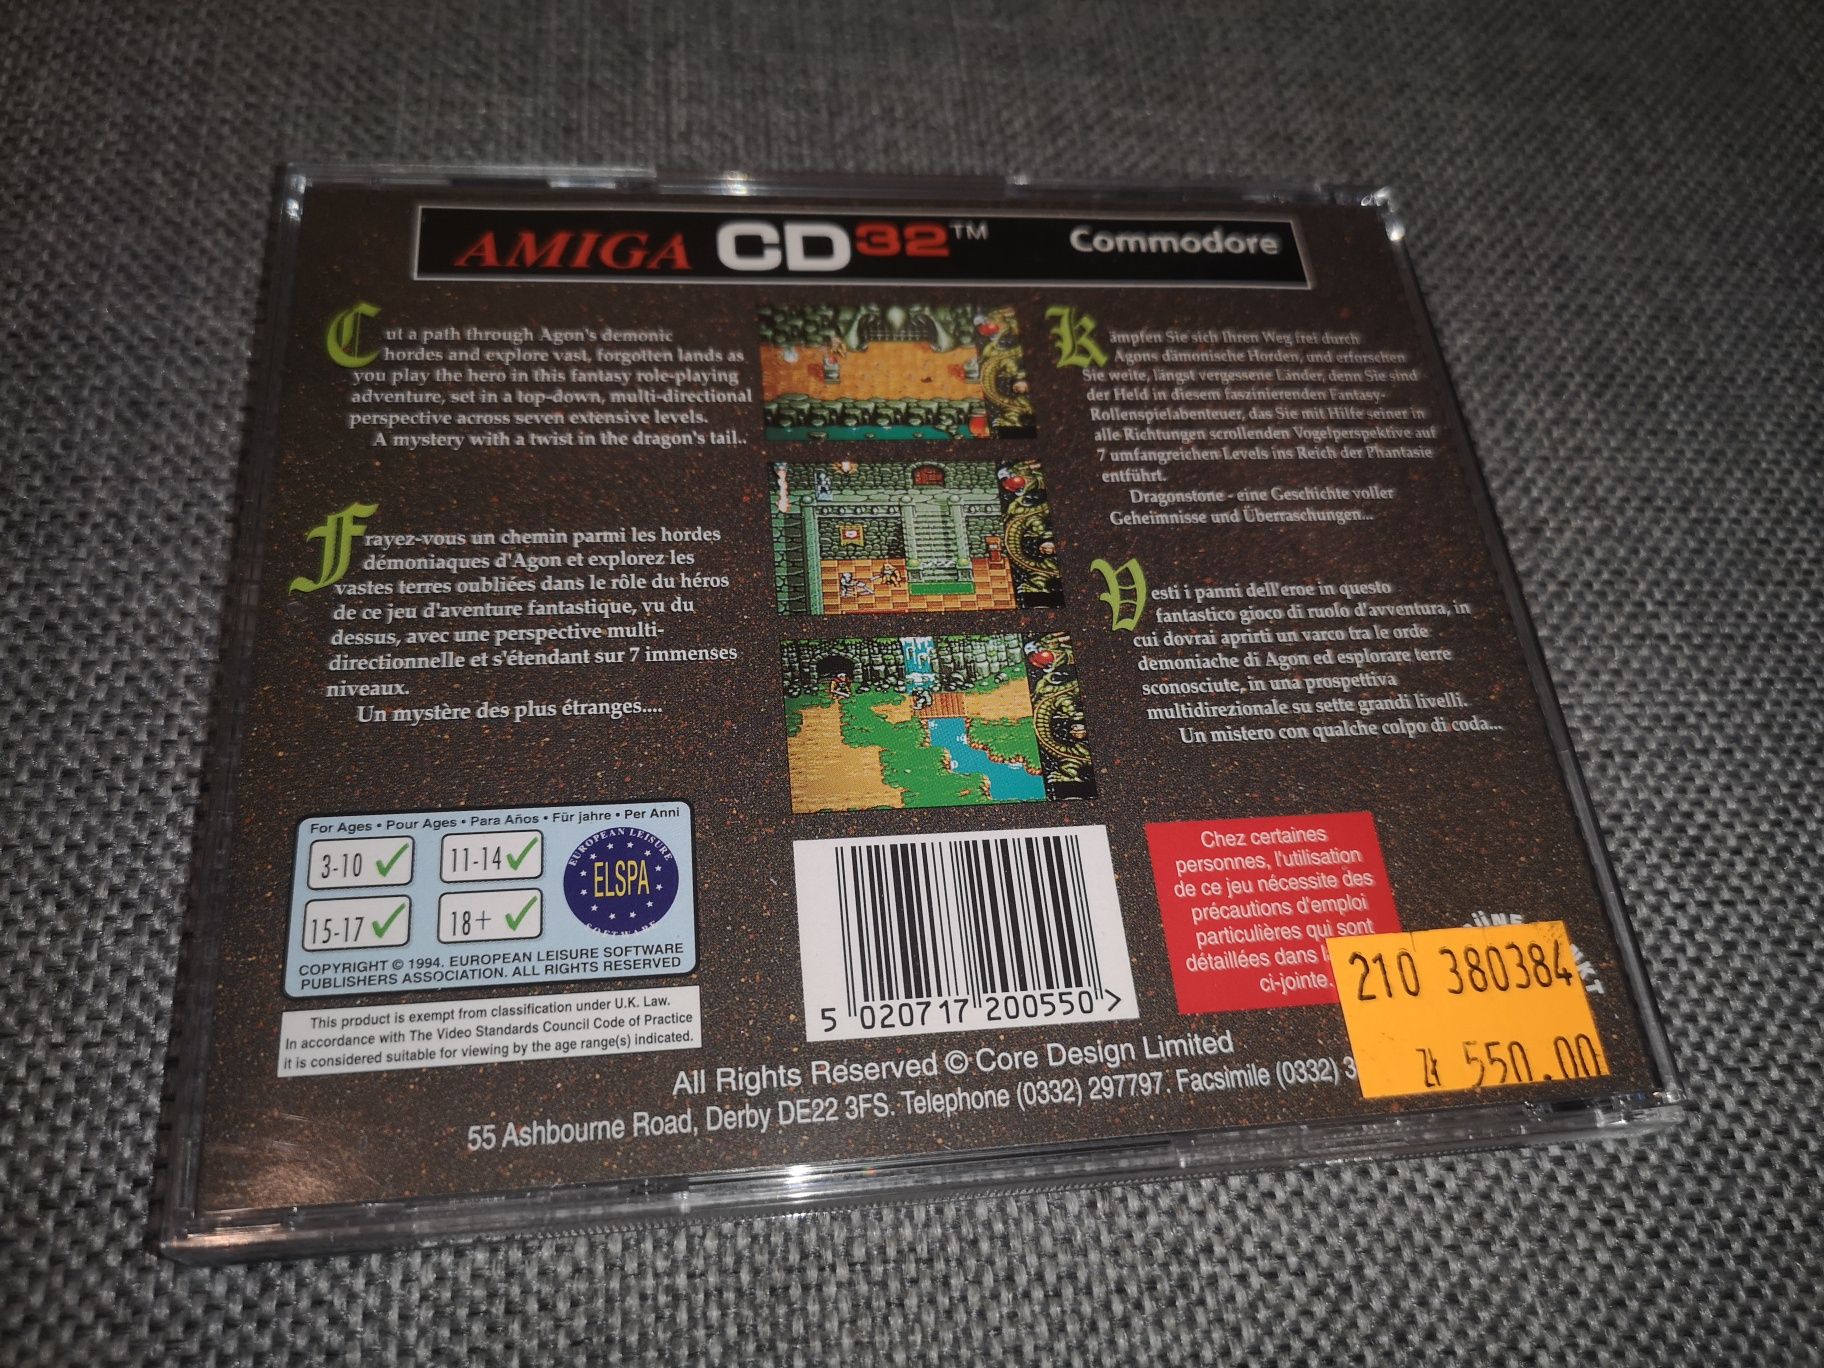 AMIGA CD32™ Commodore
Cut a path through Agon's demonic
hordes and explore vast, forgotten lands as
you play the hero in this fantasy role-playing
adventure, set in a top-down, multi-directional
perspective across seven extensive levels.
A mystery with a twist in the dragon's tail..
Frayez-vous un chemin parmi les hordes
démoniaques d'Agon et explorez les
vastes terres oubliées dans le rôle du héros
de ce jeu d'aventure fantastique, vu du
dessus, avec une perspective multi-
directionnelle et s'étendant sur 7 immenses
niveaux.
Un mystère des plus étranges....
Kämpfen Sie sich Ihren Weg frei durch
Agons dämonische Horden, und erforschen
Sie weite, längst vergessene Länder, denn Sie sind
der Held in diesem faszinierenden Fantasy-
Rollenspielabenteuer, das Sie mit Hilfe seiner in
alle Richtungen scrollenden Vogelperspektive auf
7 umfangreichen Levels ins Reich der Phantasie
entführt.
Dragonstone - eine Geschichte voller
Geheimnisse und Überraschungen...
Vesti i panni dell'eroe in questo
fantastico gioco di ruolo d'avventura, in
cui dovrai aprirti un varco tra le orde
demoniache di Agon ed esplorare terre
sconosciute, in una prospettiva
multidirezionale su sette grandi livelli.
Un mistero con qualche colpo di coda...
For Ages • Pour Ages • Para Años • Für jahre • Per Anni
3-10 ✓ 11-14 ✓
15-17 ✓ 18+ ✓
EUROPEAN LEISURE
ELSPA
SOFTWARE
COPYRIGHT © 1994. EUROPEAN LEISURE SOFTWARE
PUBLISHERS ASSOCIATION. ALL RIGHTS RESERVED
This product is exempt from classification under U.K. Law.
In accordance with The Video Standards Council Code of Practice
it is considered suitable for viewing by the age range(s) indicated.
5 020717 200550 >
Chez certaines
personnes, l'utilisation
de ce jeu nécessite des
précautions d'emploi
particulières qui sont
détaillées dans
ci-jointe.
210 380384
zł 550.00
All Rights Reserved © Core Design Limited
55 Ashbourne Road, Derby DE22 3FS. Telephone (0332) 297797. Facsimile (0332) 3